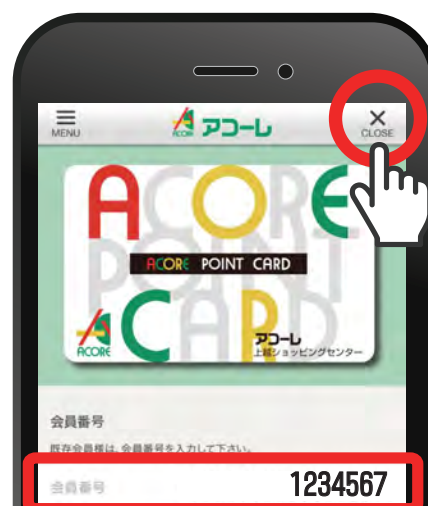 MENU
ACORE アコーレ
CLOSE
ACORE
POINT
CARD
ACORE POINT CARD
ACORE
アコーレ
上越ショッピングセンター
会員番号
既存会員様は、会員番号を入力して下さい。
会員番号 1234567